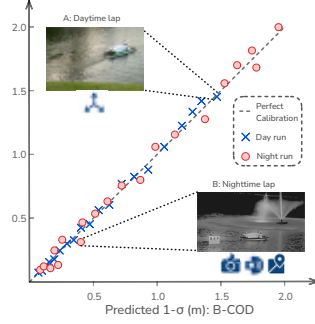 A: Daytime lap
2.0
1.5
1.0
0.5
Perfect
Calibration
Day run
Night run
B: Nighttime lap
0.5
1.0
1.5
2.0
Predicted 1-σ (m): B-COD